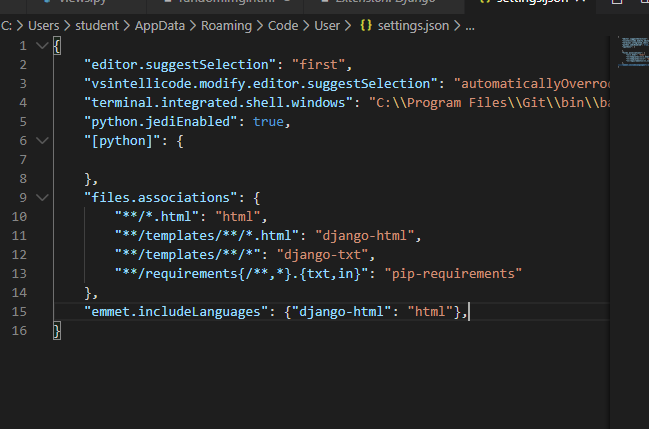 C: > Users > student > AppData > Roaming > Code > User > {} settings.json > ...
1 {
2 "editor.suggestSelection": "first",
3 "vsintellicode.modify.editor.suggestSelection": "automaticallyOverrod
4 "terminal.integrated.shell.windows": "C:\\Program Files\\Git\\bin\\ba
5 "python.jediEnabled": true,
6 "[python]": {
7
8 },
9 "files.associations": {
10 "**/*.html": "html",
11 "**/templates/**/*.html": "django-html",
12 "**/templates/**/*": "django-txt",
13 "**/requirements{/**,*}.{txt,in}": "pip-requirements"
14 },
15 "emmet.includeLanguages": {"django-html": "html"},
16 }